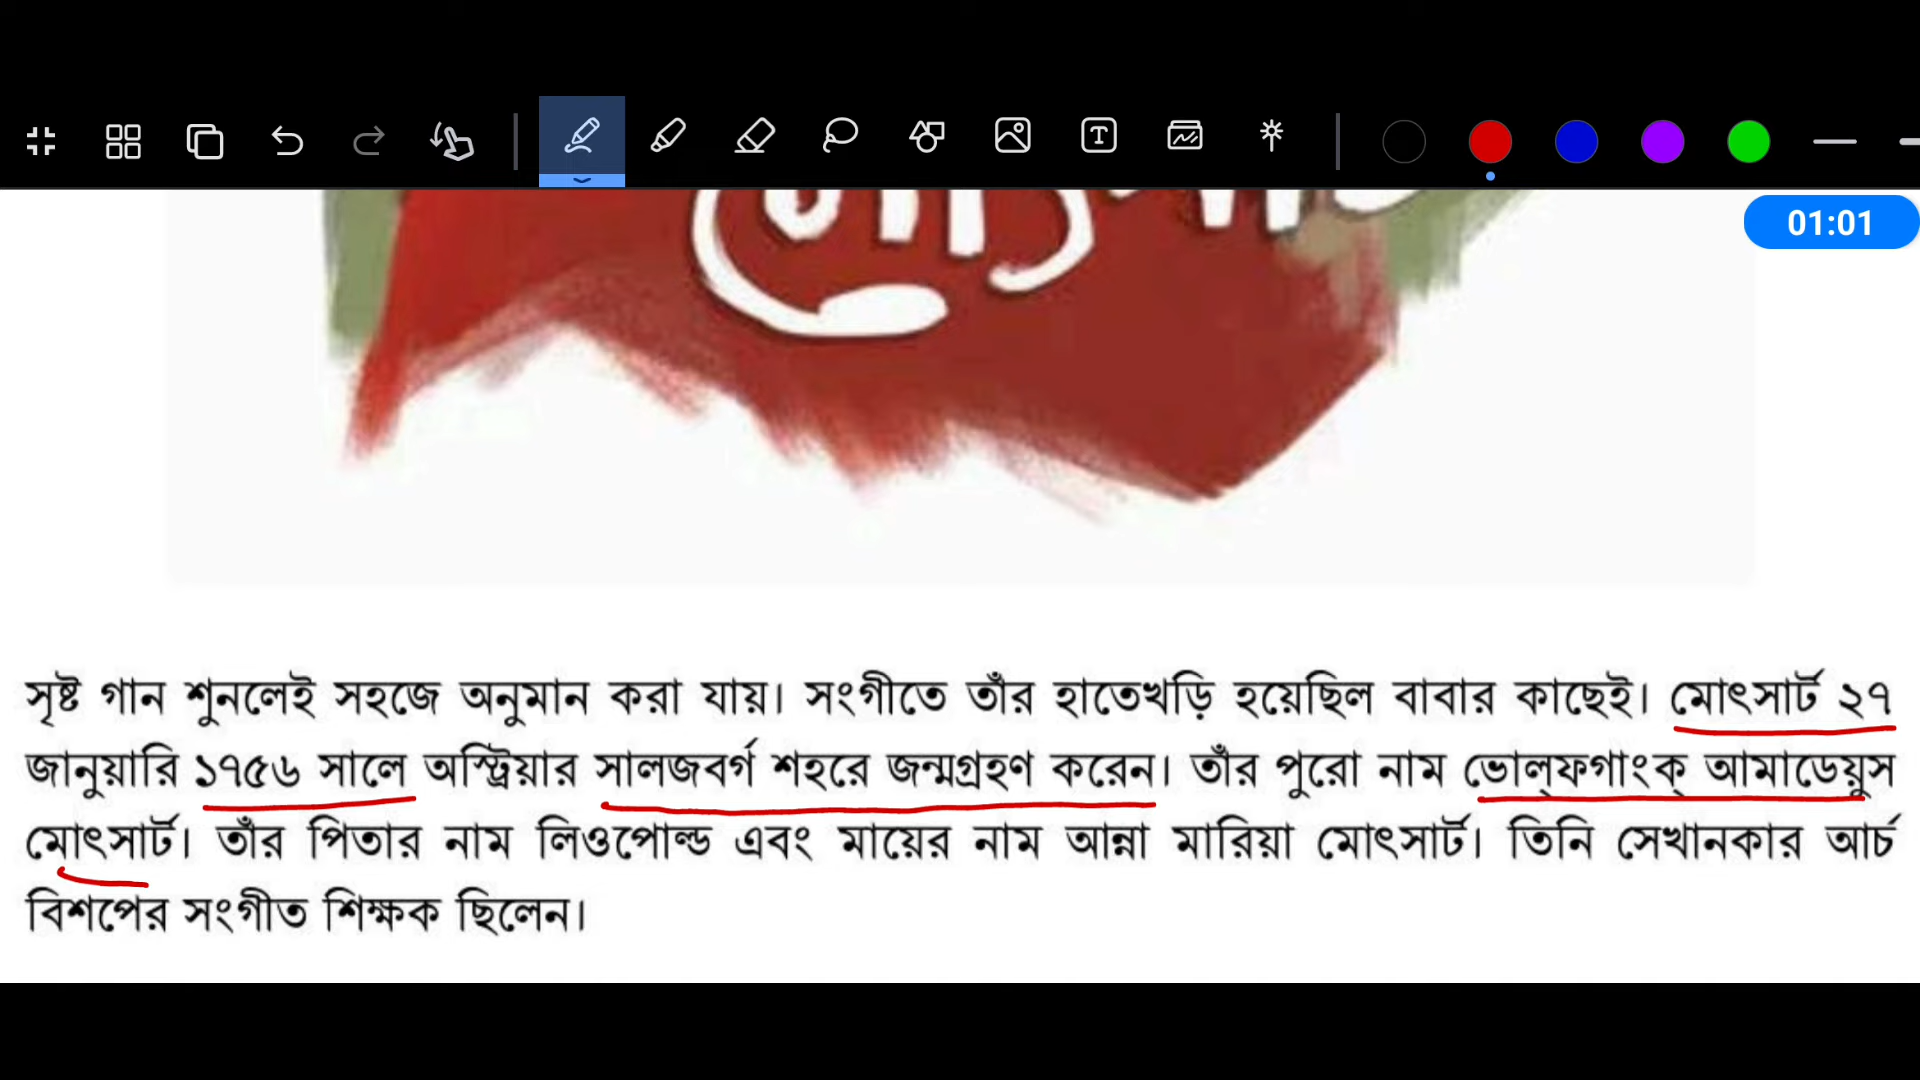 01:01
সৃষ্ট গান শুনলেই সহজে অনুমান করা যায়। সংগীতে তাঁর হাতেখড়ি হয়েছিল বাবার কাছেই। মোৎসার্ট ২৭
জানুয়ারি ১৭৫৬ সালে অস্ট্রিয়ার সালজবর্গ শহরে জন্মগ্রহণ করেন। তাঁর পুরো নাম ভোল্‌ফগাংক্ আমাডেয়ুস
মোৎসার্ট। তাঁর পিতার নাম লিওপোল্ড এবং মায়ের নাম আন্না মারিয়া মোৎসার্ট। তিনি সেখানকার আর্চ
বিশপের সংগীত শিক্ষক ছিলেন।